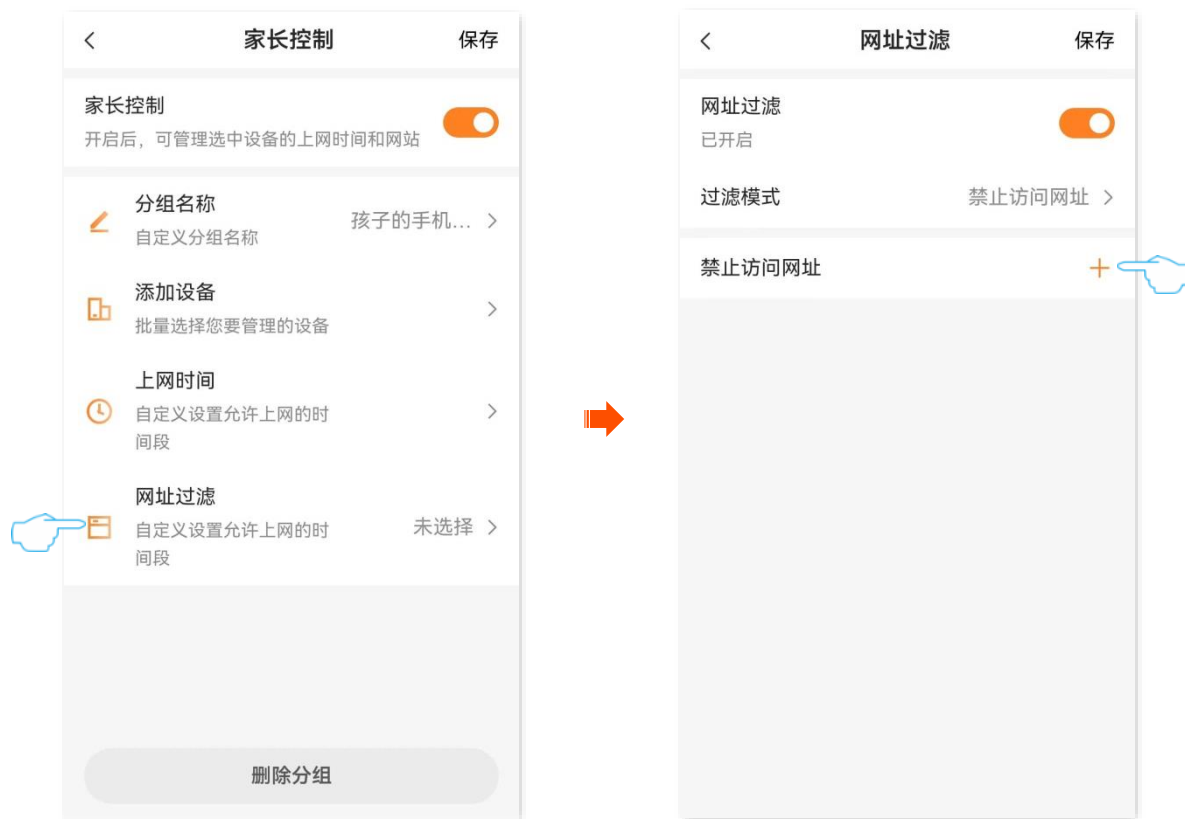 家长控制
保存
家长控制
开启后，可管理选中设备的上网时间和网站
分组名称
自定义分组名称
孩子的手机...
添加设备
批量选择您要管理的设备
上网时间
自定义设置允许上网的时
间段
网址过滤
自定义设置允许上网的时
间段
未选择
删除分组
网址过滤
保存
网址过滤
已开启
过滤模式
禁止访问网址
禁止访问网址